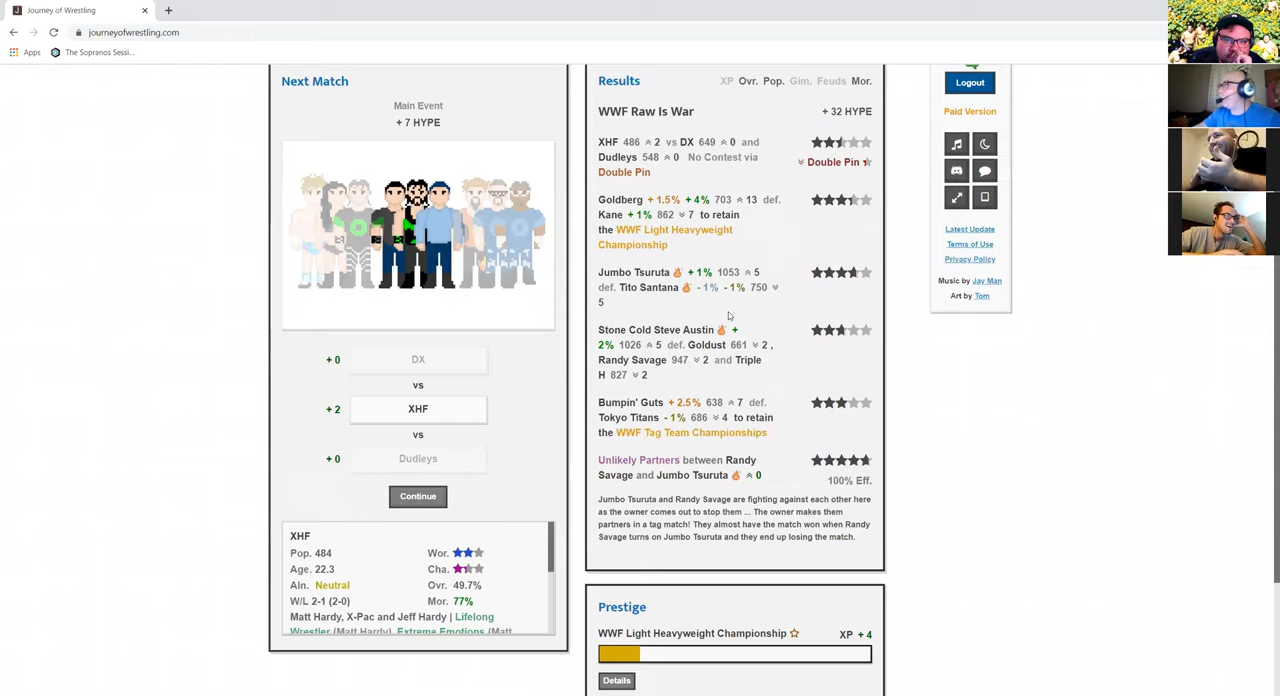 Journey of Wrestling
journeyofwrestling.com
Apps
The Sopranos Sessi...
Next Match
Main Event
+ 7 HYPE
+ 0
DX
vs
+ 2
XHF
vs
+ 0
Dudleys
Continue
XHF
Pop. 484
Wor.
Age. 22.3
Cha.
Aln. Neutral
Ovr. 49.7%
W/L 2-1 (2-0)
Mor. 77%
Matt Hardy, X-Pac and Jeff Hardy | Lifelong
Wrestler (Matt Hardy), Extreme Emotions (Matt
Results
XP Ovr. Pop. Gim. Feuds Mor.
WWF Raw Is War
+ 32 HYPE
XHF 486 2 vs DX 649 0 and
Dudleys 548 0 No Contest via
Double Pin
Double Pin
Goldberg + 1.5% + 4% 703 13 def.
Kane + 1% 862 7 to retain
the WWF Light Heavyweight
Championship
Jumbo Tsuruta + 1% 1053 5
def. Tito Santana - 1% - 1% 750
5
Stone Cold Steve Austin +
2% 1026 5 def. Goldust 661 2 ,
Randy Savage 947 2 and Triple
H 827 2
Bumpin' Guts + 2.5% 638 7 def.
Tokyo Titans - 1% 686 4 to retain
the WWF Tag Team Championships
Unlikely Partners between Randy
Savage and Jumbo Tsuruta 0
100% Eff.
Jumbo Tsuruta and Randy Savage are fighting against each other here
as the owner comes out to stop them ... The owner makes them
partners in a tag match! They almost have the match won when Randy
Savage turns on Jumbo Tsuruta and they end up losing the match.
Prestige
WWF Light Heavyweight Championship
XP + 4
Details
Logout
Paid Version
Latest Update
Terms of Use
Privacy Policy
Music by Jay Man
Art by Tom